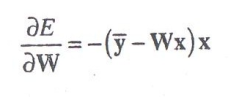 ∂E/∂W = −(ȳ − Wx)x